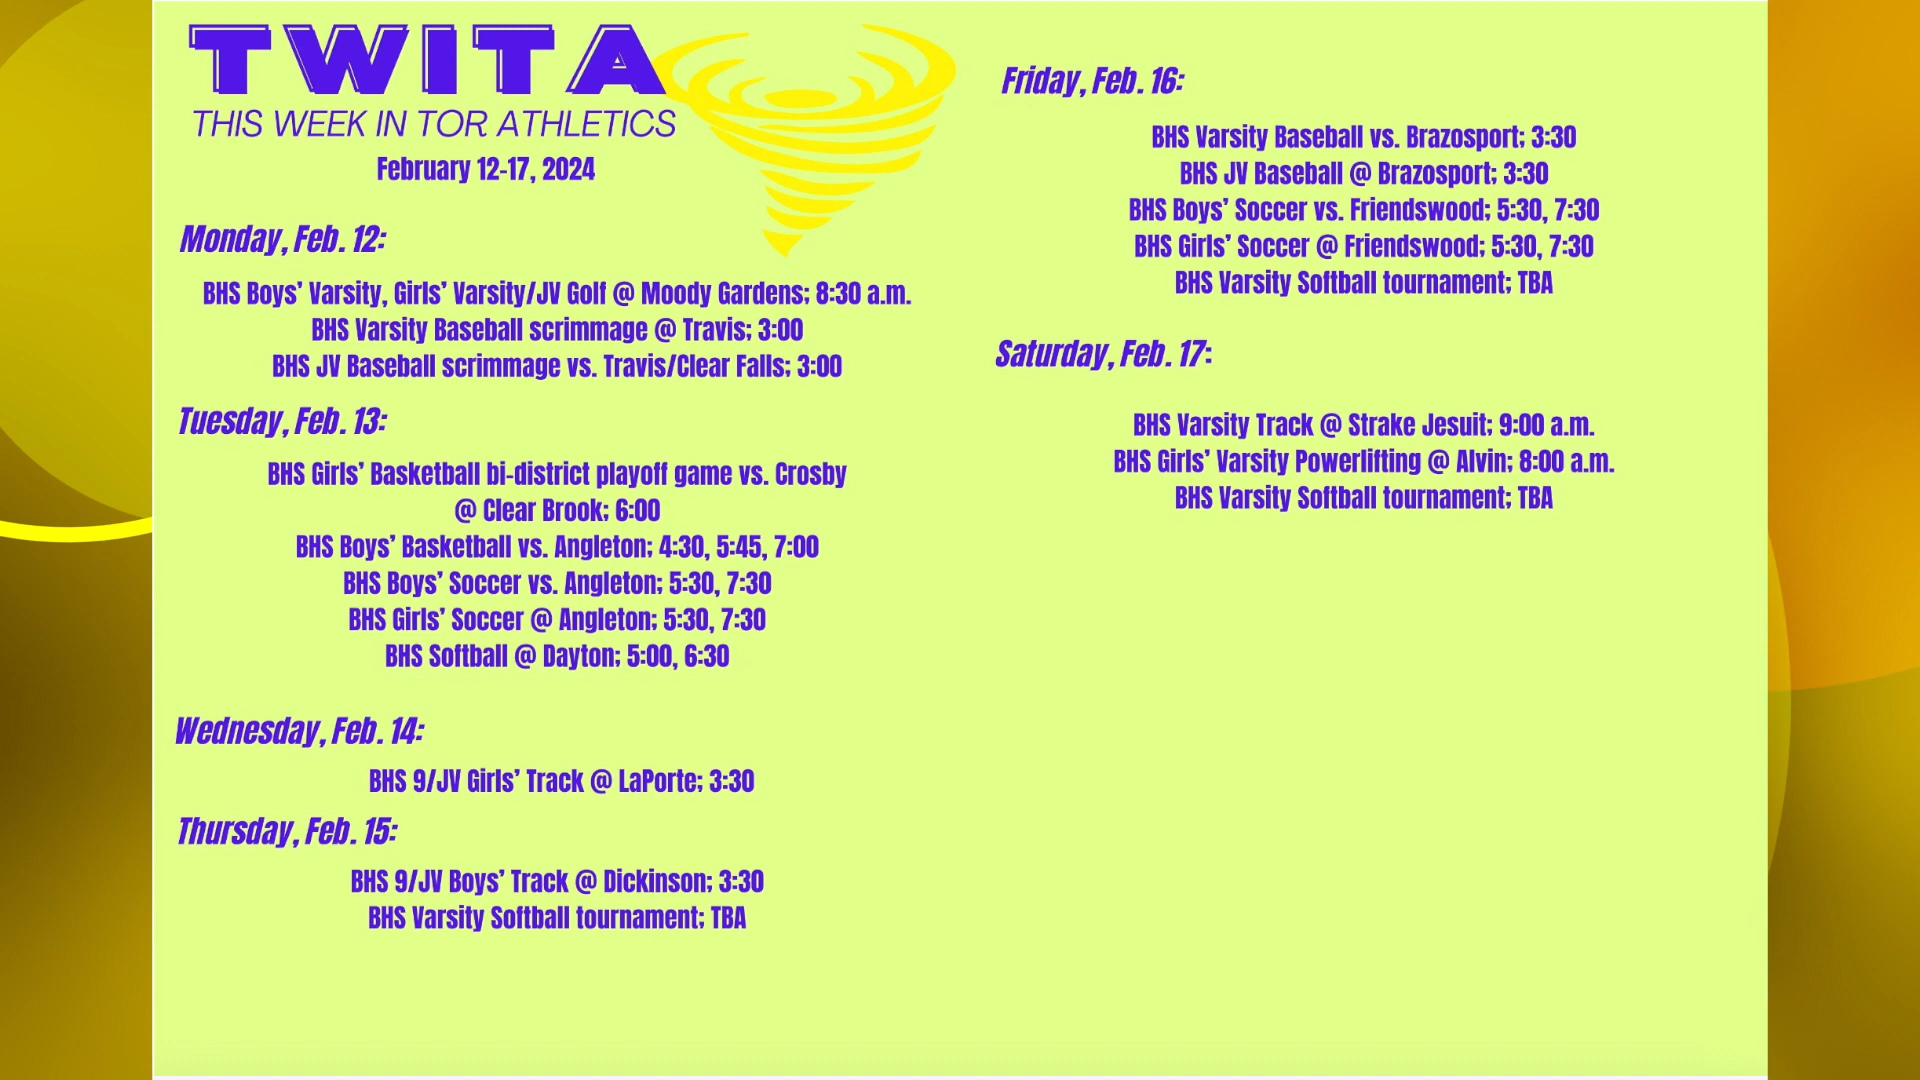 TWITA
THIS WEEK IN TOR ATHLETICS
February 12-17, 2024
Monday, Feb. 12:
BHS Boys’ Varsity, Girls’ Varsity/JV Golf @ Moody Gardens; 8:30 a.m.
BHS Varsity Baseball scrimmage @ Travis; 3:00
BHS JV Baseball scrimmage vs. Travis/Clear Falls; 3:00
Tuesday, Feb. 13:
BHS Girls’ Basketball bi-district playoff game vs. Crosby
@ Clear Brook; 6:00
BHS Boys’ Basketball vs. Angleton; 4:30, 5:45, 7:00
BHS Boys’ Soccer vs. Angleton; 5:30, 7:30
BHS Girls’ Soccer @ Angleton; 5:30, 7:30
BHS Softball @ Dayton; 5:00, 6:30
Wednesday, Feb. 14:
BHS 9/JV Girls’ Track @ LaPorte; 3:30
Thursday, Feb. 15:
BHS 9/JV Boys’ Track @ Dickinson; 3:30
BHS Varsity Softball tournament; TBA
Friday, Feb. 16:
BHS Varsity Baseball vs. Brazosport; 3:30
BHS JV Baseball @ Brazosport; 3:30
BHS Boys’ Soccer vs. Friendswood; 5:30, 7:30
BHS Girls’ Soccer @ Friendswood; 5:30, 7:30
BHS Varsity Softball tournament; TBA
Saturday, Feb. 17:
BHS Varsity Track @ Strake Jesuit; 9:00 a.m.
BHS Girls’ Varsity Powerlifting @ Alvin; 8:00 a.m.
BHS Varsity Softball tournament; TBA